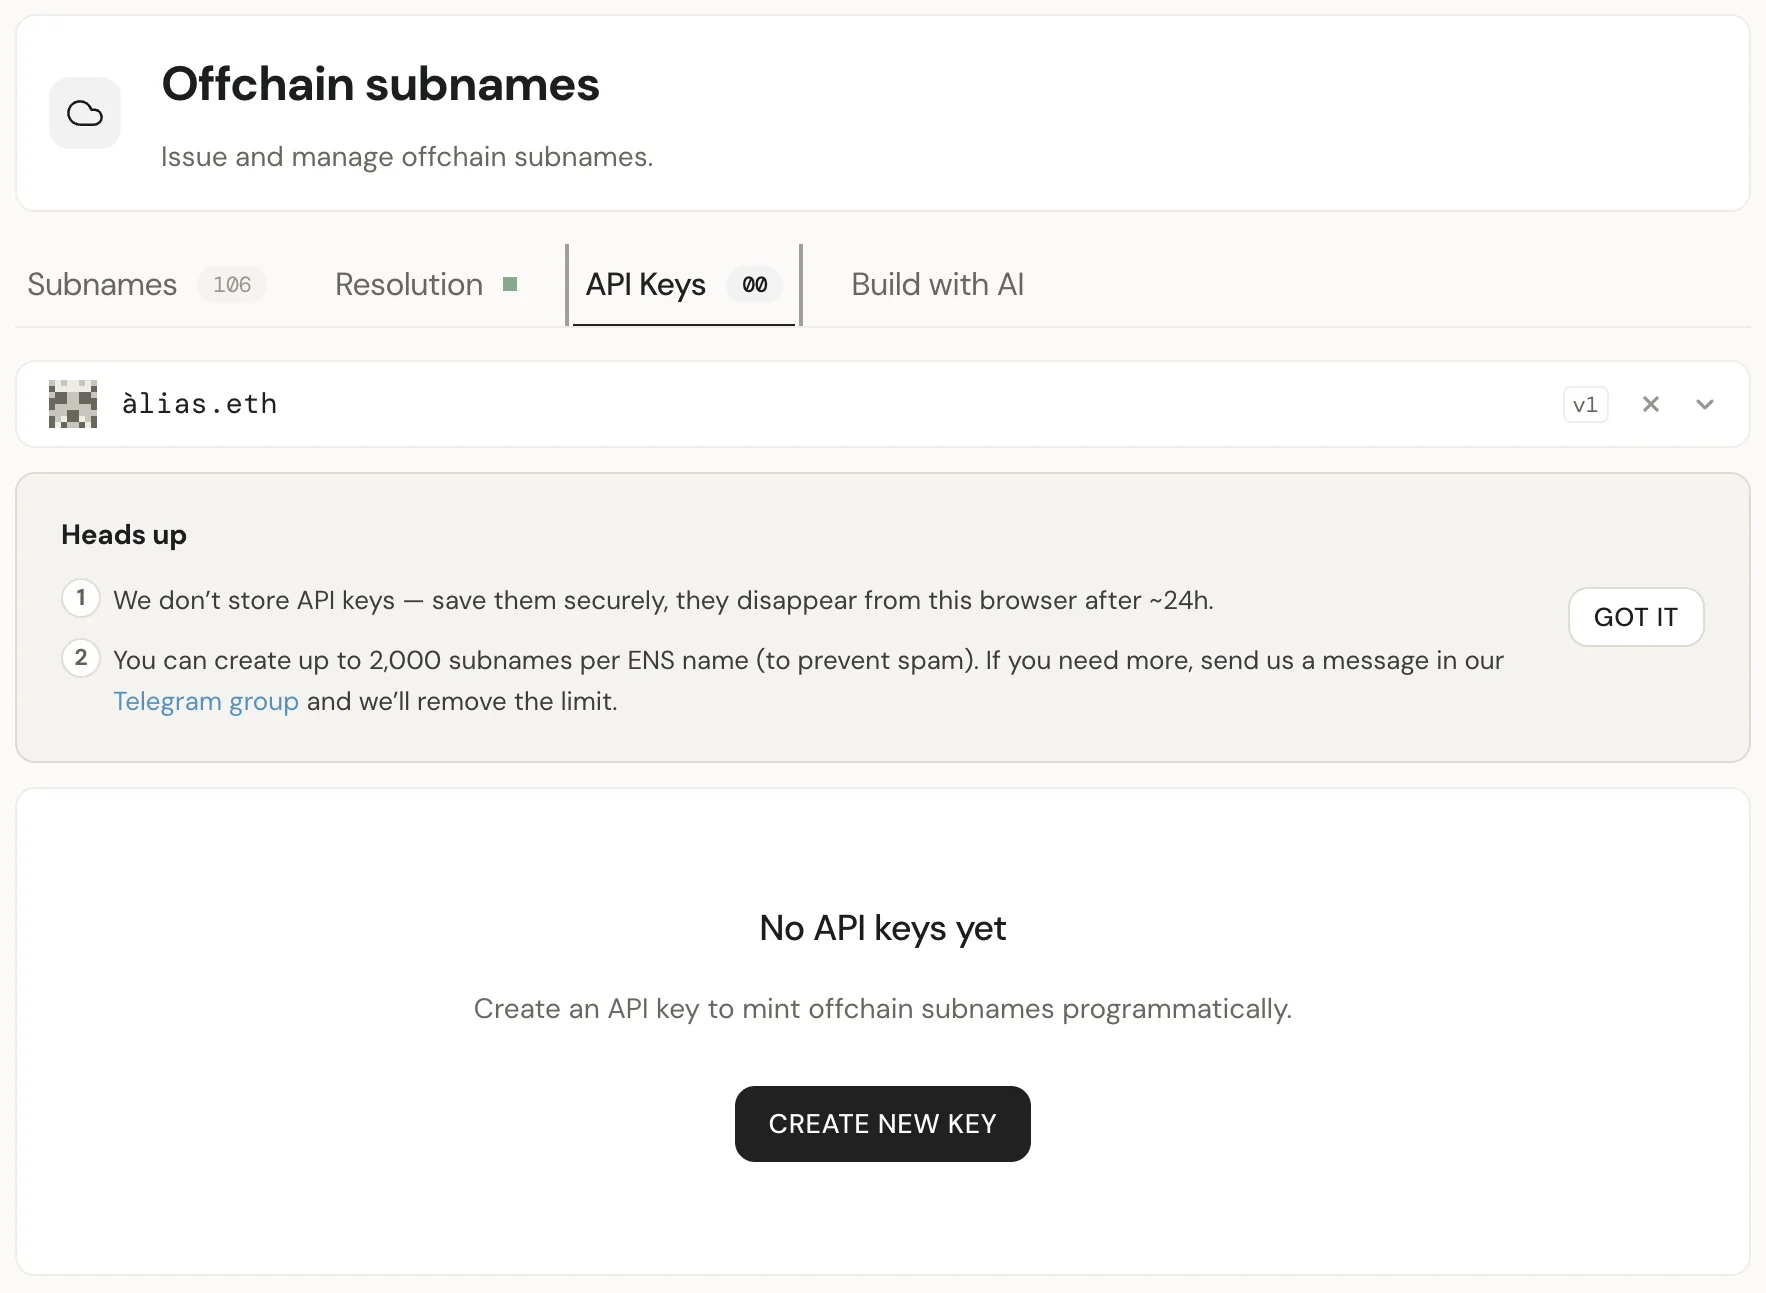 Offchain subnames
Issue and manage offchain subnames.
Subnames 106 Resolution API Keys 00 Build with AI
àlias.eth v1
Heads up
1 We don’t store API keys — save them securely, they disappear from this browser after ~24h.
GOT IT
2 You can create up to 2,000 subnames per ENS name (to prevent spam). If you need more, send us a message in our
Telegram group and we’ll remove the limit.
No API keys yet
Create an API key to mint offchain subnames programmatically.
CREATE NEW KEY